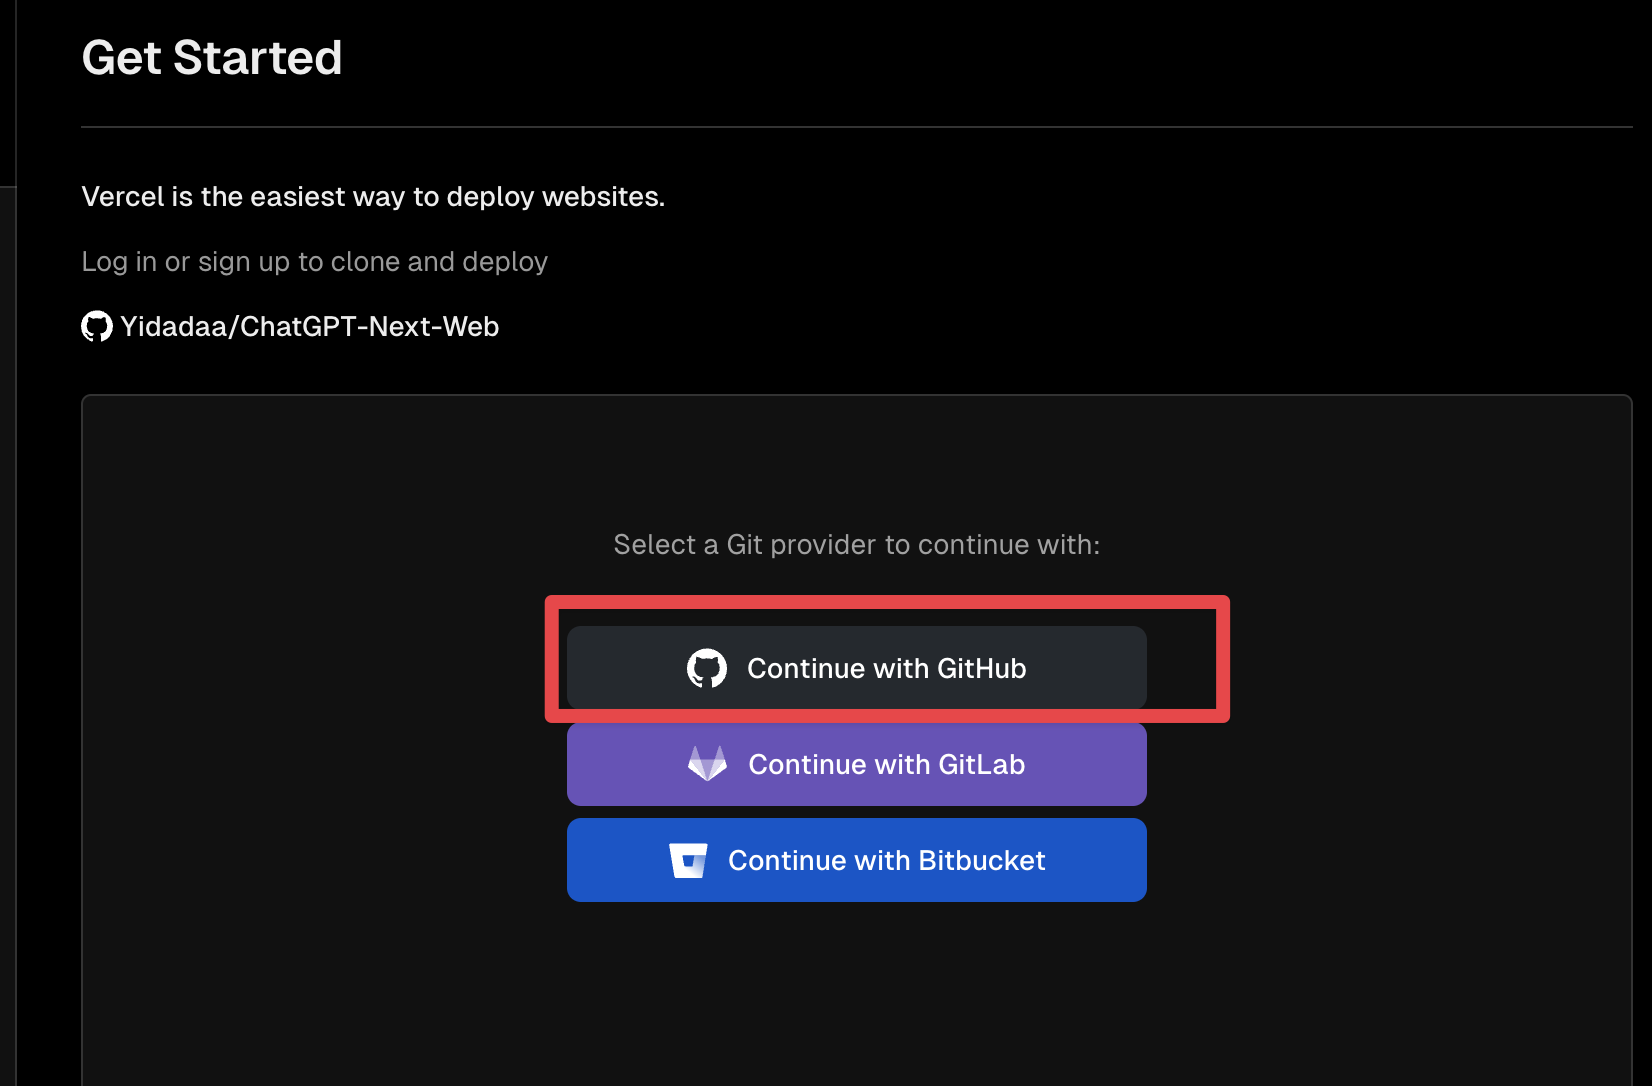 Get Started
Vercel is the easiest way to deploy websites.
Log in or sign up to clone and deploy
Yidadaa/ChatGPT-Next-Web
Select a Git provider to continue with:
Continue with GitHub
Continue with GitLab
Continue with Bitbucket